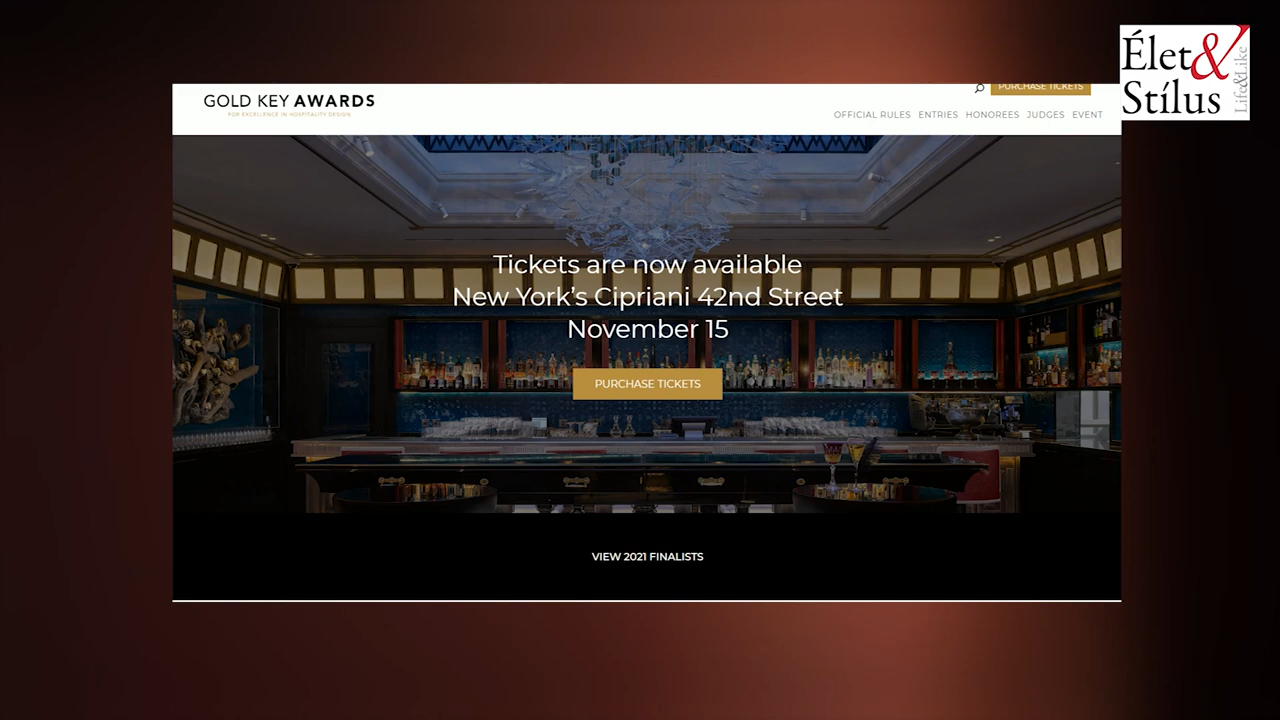 Élet&
Stílus
Life&Like
GOLD KEY AWARDS
FOR EXCELLENCE IN HOSPITALITY DESIGN
PURCHASE TICKETS
OFFICIAL RULES ENTRIES HONOREES JUDGES EVENT
Tickets are now available
New York's Cipriani 42nd Street
November 15
PURCHASE TICKETS
VIEW 2021 FINALISTS